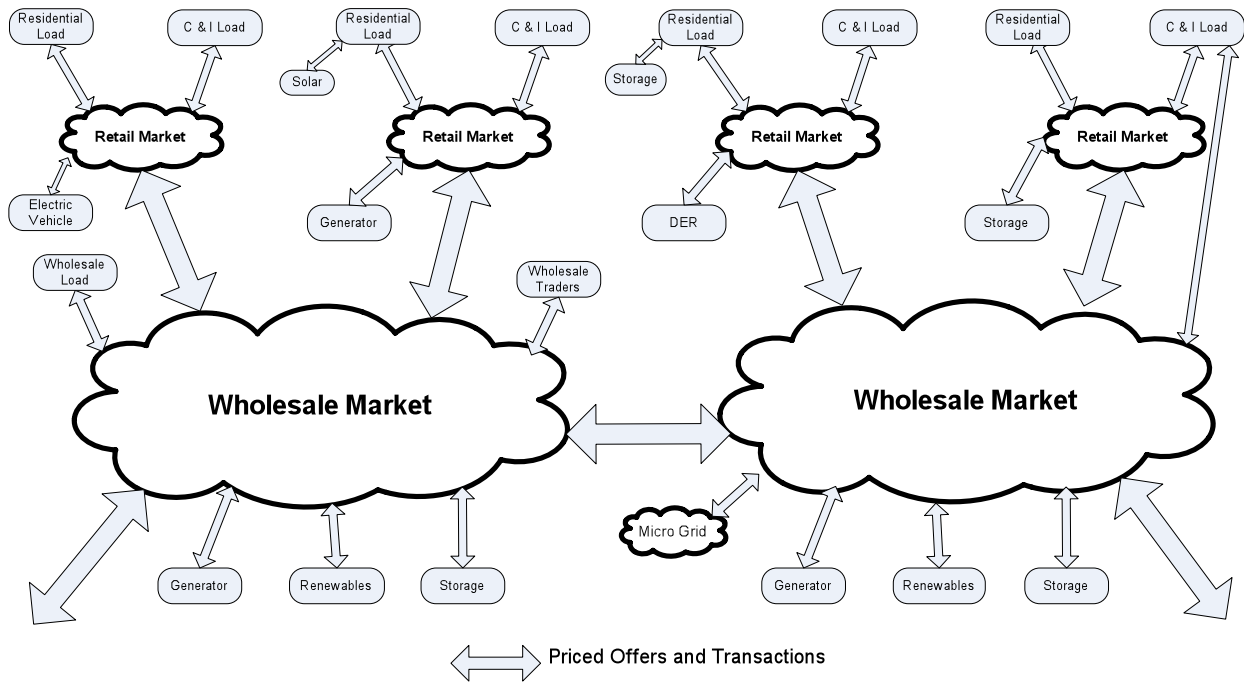 Residential
Load
C & I Load
Residential
Load
C & I Load
Residential
Load
C & I Load
Residential
Load
C & I Load
Solar
Storage
Retail Market
Retail Market
Retail Market
Retail Market
Electric
Vehicle
Generator
DER
Storage
Wholesale
Load
Wholesale
Traders
Wholesale Market
Wholesale Market
Micro Grid
Generator
Renewables
Storage
Generator
Renewables
Storage
Priced Offers and Transactions